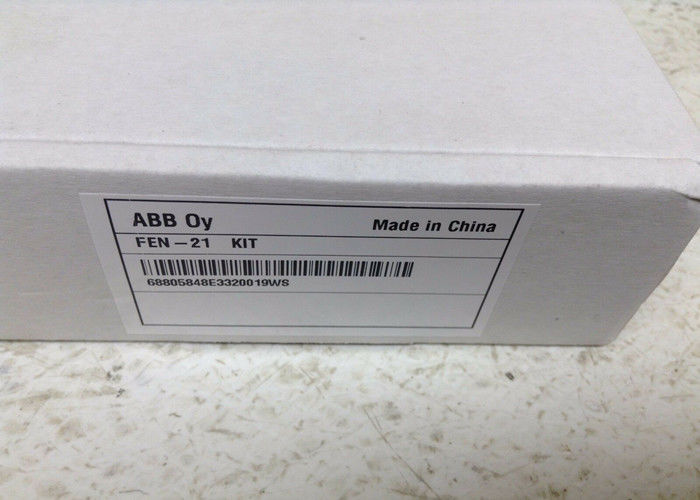 ABB Oy
Made in China
FEN-21 KIT
68805848E3320019WS